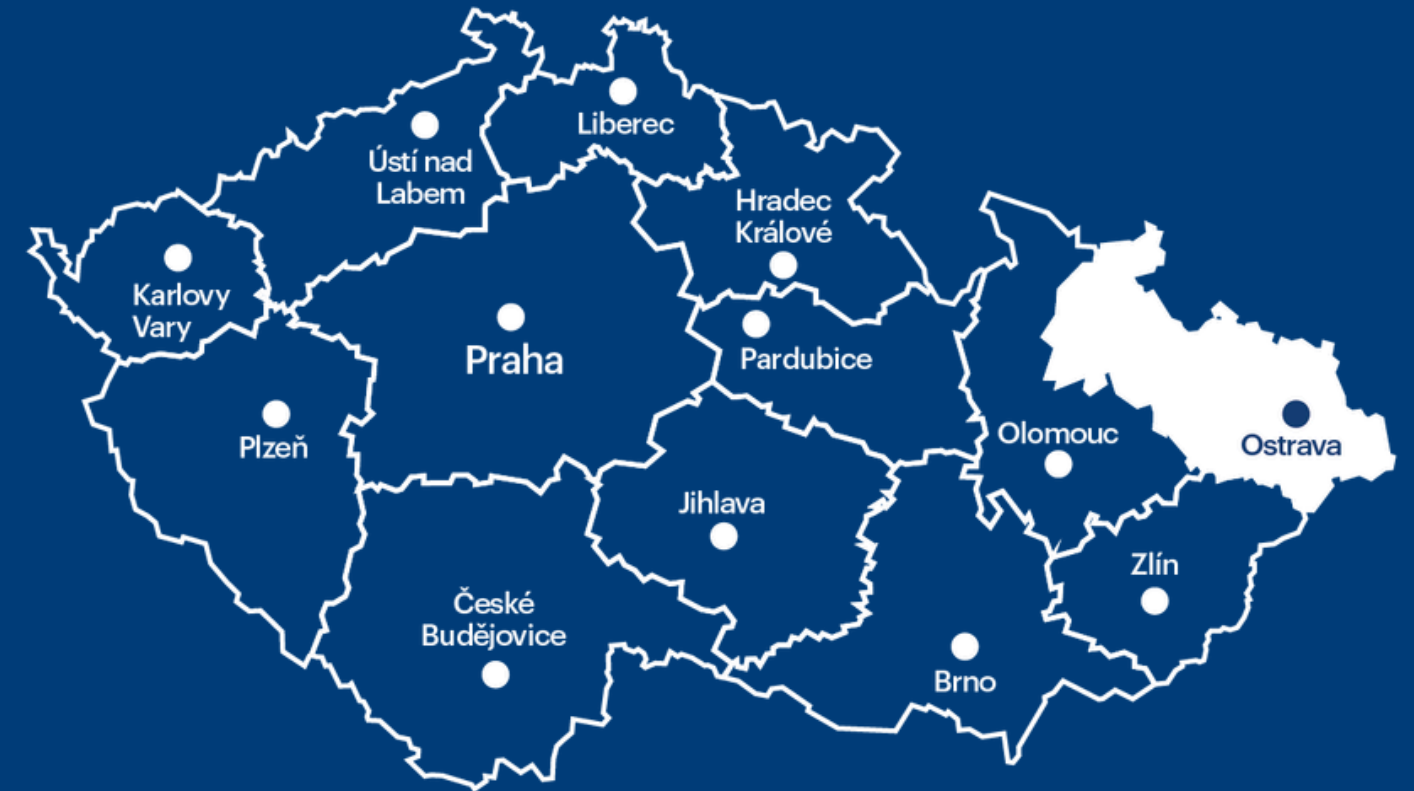 Liberec
Ústí nad
Labem
Hradec
Králové
Karlovy
Vary
Praha
Pardubice
Plzeň
Olomouc
Ostrava
Jihlava
Zlín
České
Budějovice
Brno